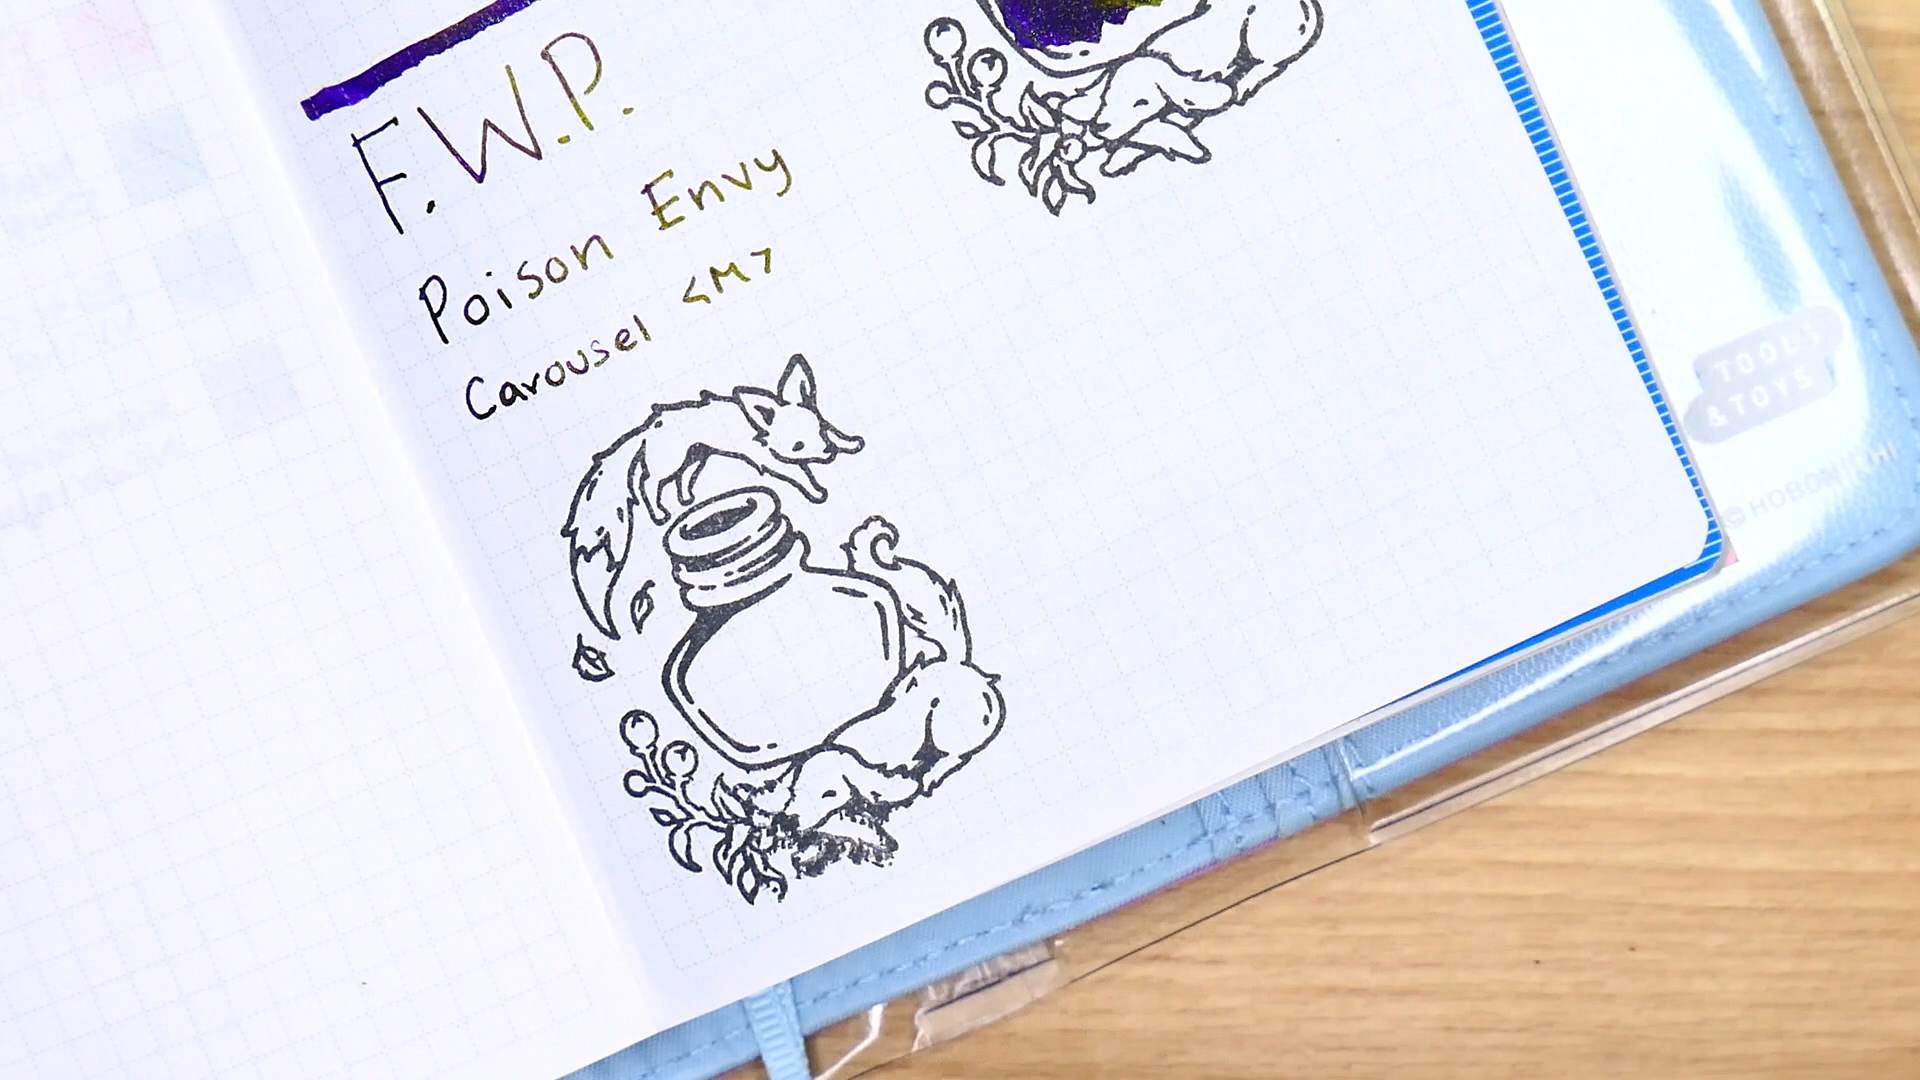 F.W.P.
Poison Envy
Carousel <M>
TOOLS
& TOYS
© HOBONICHI